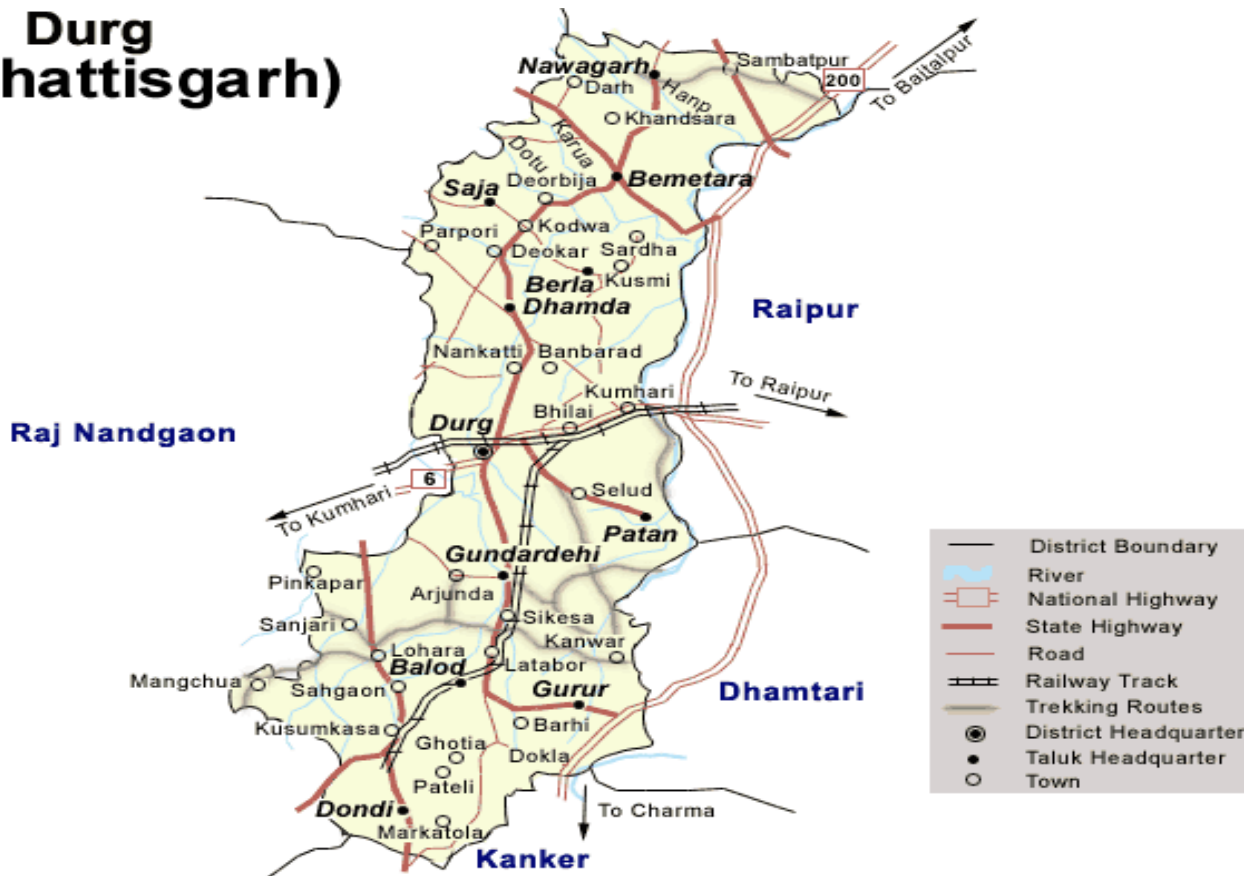 Durg
hattisgarh)
Sambatpur
Nawagarh
200
To Baitalpur
Darh
Hanp
Khandsara
Karua
Dotu
Deorbija
Bemetara
Saja
Kodwa
Parpori
Sardha
Deokar
Berla
Kusmi
Dhamda
Raipur
Nankatti
Banbarad
Kumhari
To Raipur
Bhilai
Durg
Raj Nandgaon
6
Selud
To Kumhari
Patan
Gundardehi
Pinkapar
Arjunda
Sikesa
Sanjari
Kanwar
Lohara
Latabor
Balod
Mangchua
Sahgaon
Gurur
Dhamtari
Kusumkasa
Barhi
Ghotia
Dokla
Pateli
Dondi
To Charma
Markatola
Kanker
District Boundary
River
National Highway
State Highway
Road
Railway Track
Trekking Routes
District Headquarter
Taluk Headquarter
Town